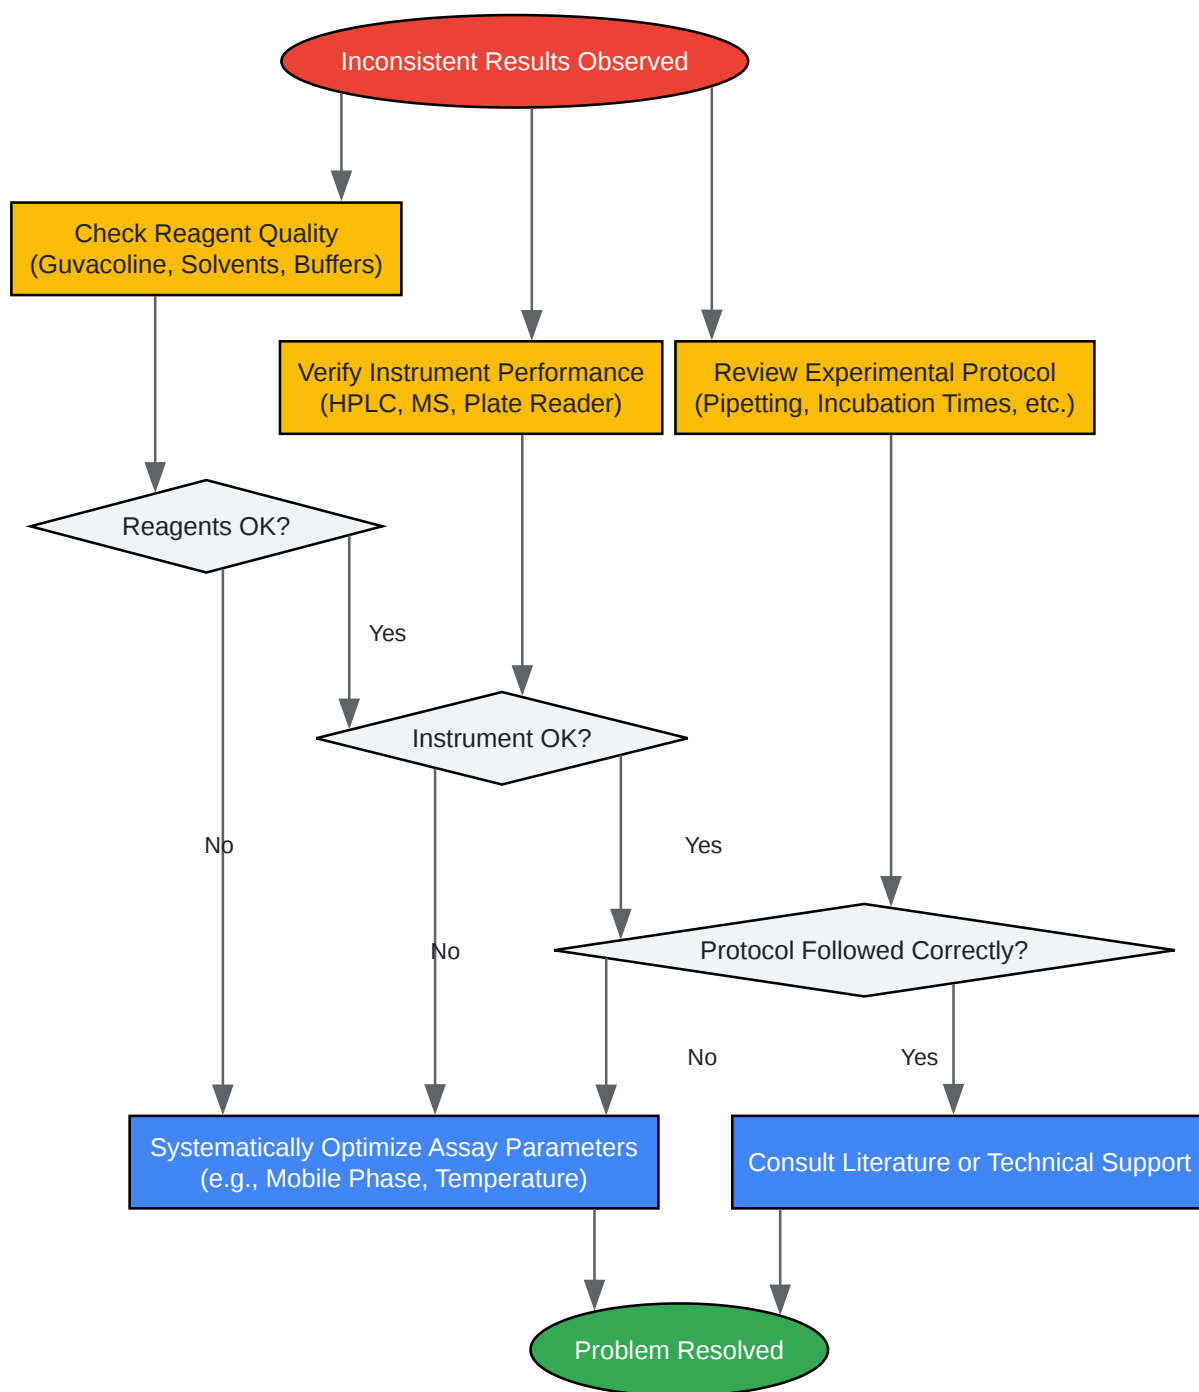 Inconsistent Results Observed
Check Reagent Quality
(Guvacoline, Solvents, Buffers)
Verify Instrument Performance
(HPLC, MS, Plate Reader)
Review Experimental Protocol
(Pipetting, Incubation Times, etc.)
Reagents OK?
Yes
Instrument OK?
No
Yes
No
Protocol Followed Correctly?
No
Yes
Systematically Optimize Assay Parameters
(e.g., Mobile Phase, Temperature)
Consult Literature or Technical Support
Problem Resolved